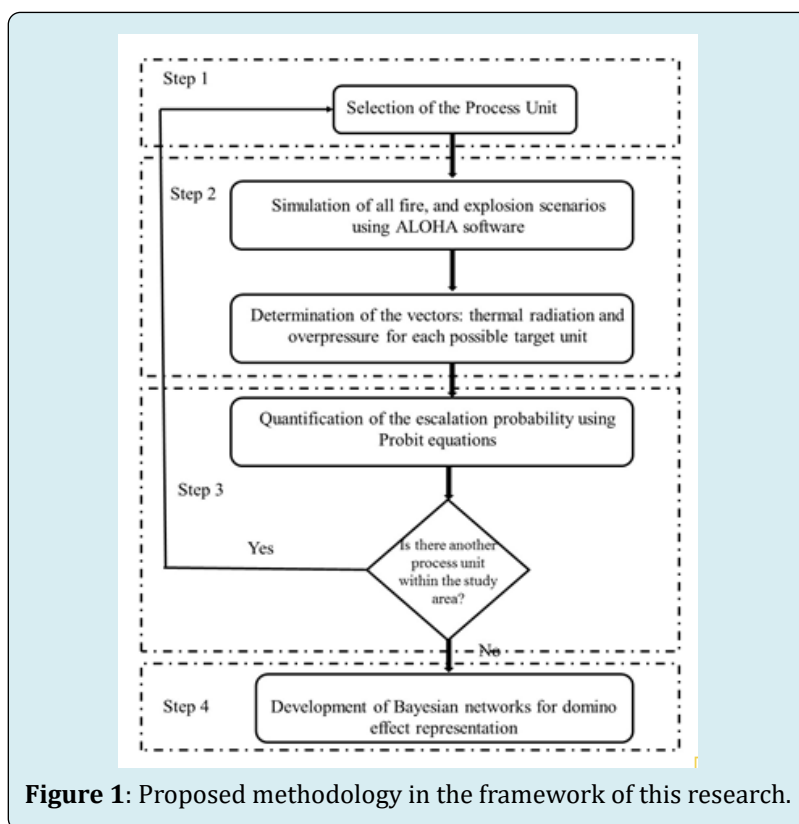 Step 1
Selection of the Process Unit
Step 2
Simulation of all fire, and explosion scenarios
using ALOHA software
Determination of the vectors: thermal radiation and
overpressure for each possible target unit
Quantification of the escalation probability using
Probit equations
Step 3
Yes
Is there another
process unit
within the study
area?
No
Step 4
Development of Bayesian networks for domino
effect representation
Figure 1: Proposed methodology in the framework of this research.